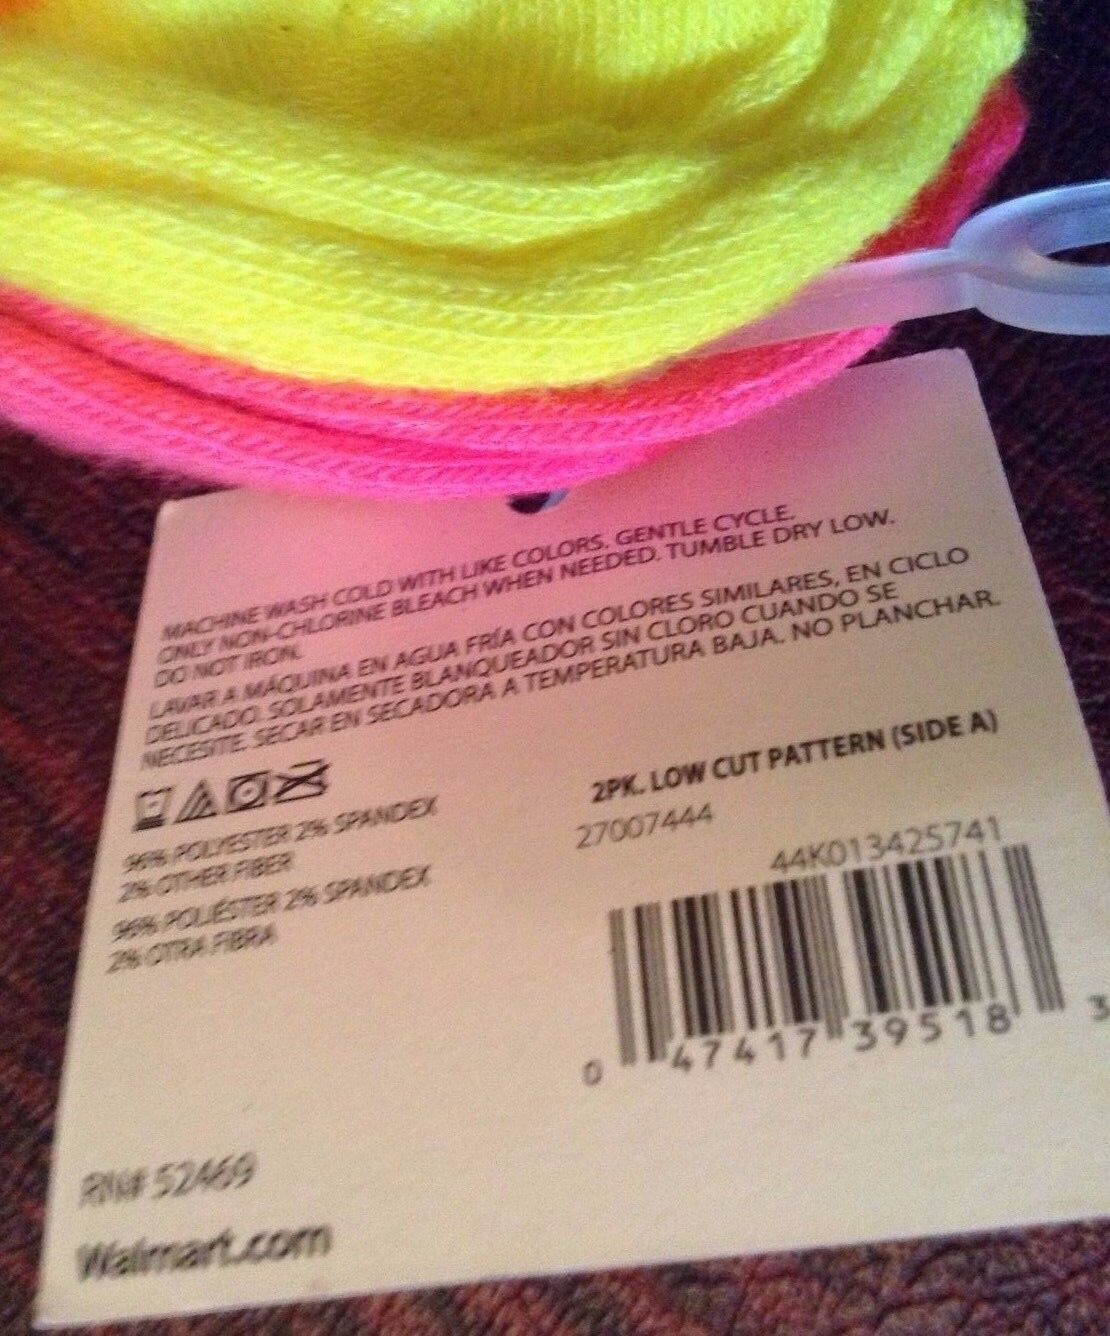 MACHINE WASH COLD WITH LIKE COLORS. GENTLE CYCLE.
ONLY NON-CHLORINE BLEACH WHEN NEEDED. TUMBLE DRY LOW.
DO NOT IRON.
LAVAR A MÁQUINA EN AGUA FRÍA CON COLORES SIMILARES, EN CICLO
DELICADO. SOLAMENTE BLANQUEADOR SIN CLORO CUANDO SE
NECESITE. SECAR EN SECADORA A TEMPERATURA BAJA. NO PLANCHAR.
96% POLYESTER 2% SPANDEX
2% OTHER FIBER
96% POLIÉSTER 2% SPANDEX
2% OTRA FIBRA
2PK. LOW CUT PATTERN (SIDE A)
27007444
44K013425741
0 47417 39518 3
RN# 52469
Walmart.com